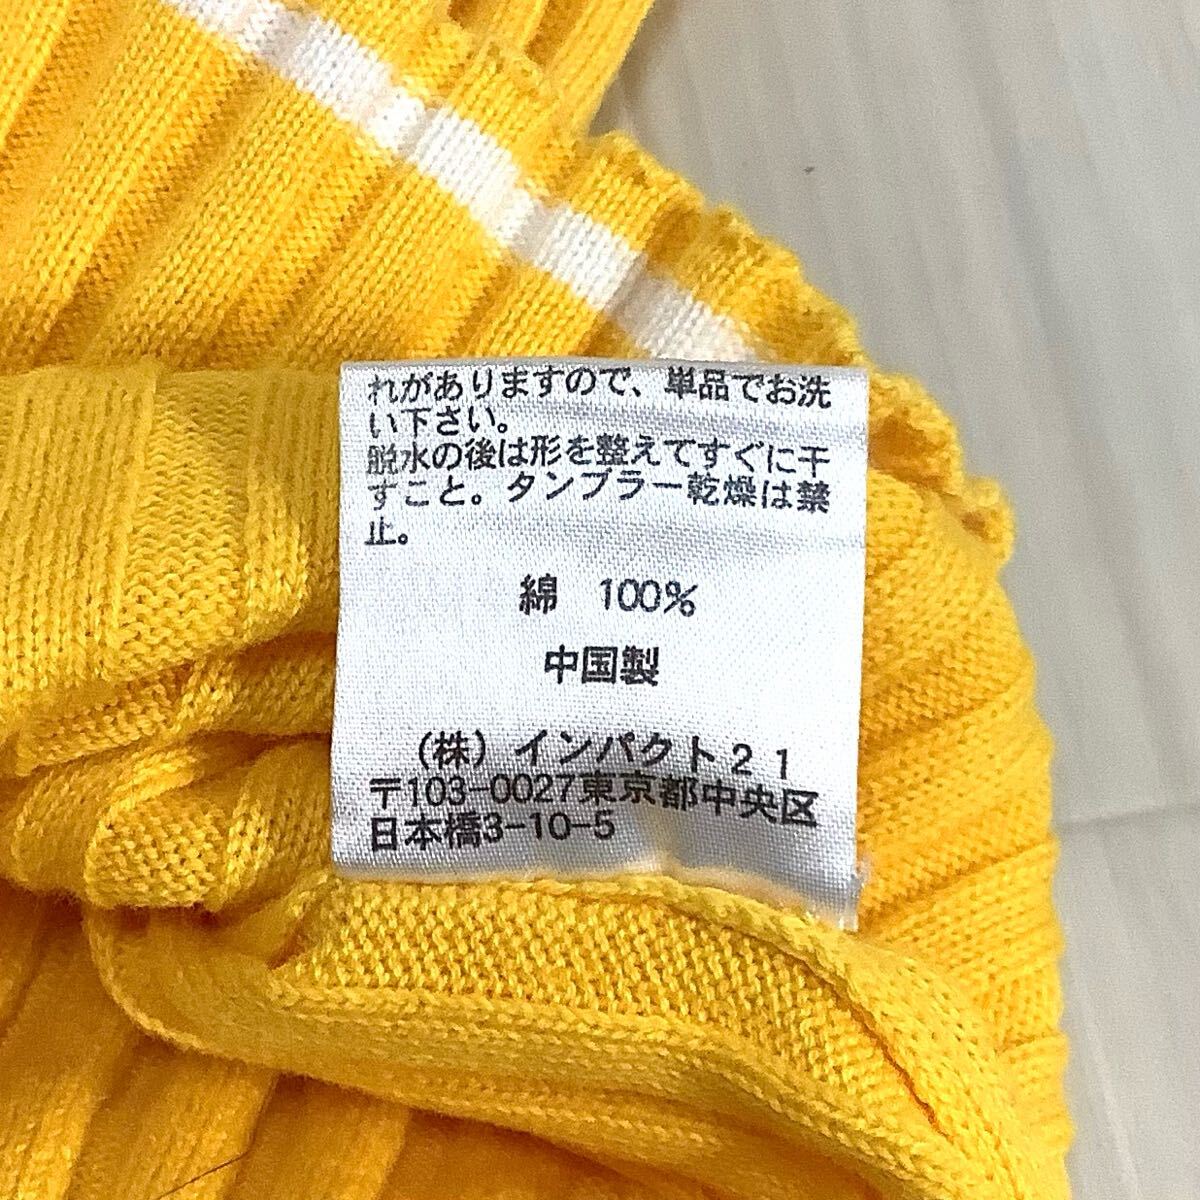 れがありますので、単品でお洗
い下さい。
脱水の後は形を整えてすぐに干
すこと。タンブラー乾燥は禁
止。
綿　100%
中国製
（株）インパクト２１
〒103-0027東京都中央区
日本橋3-10-5